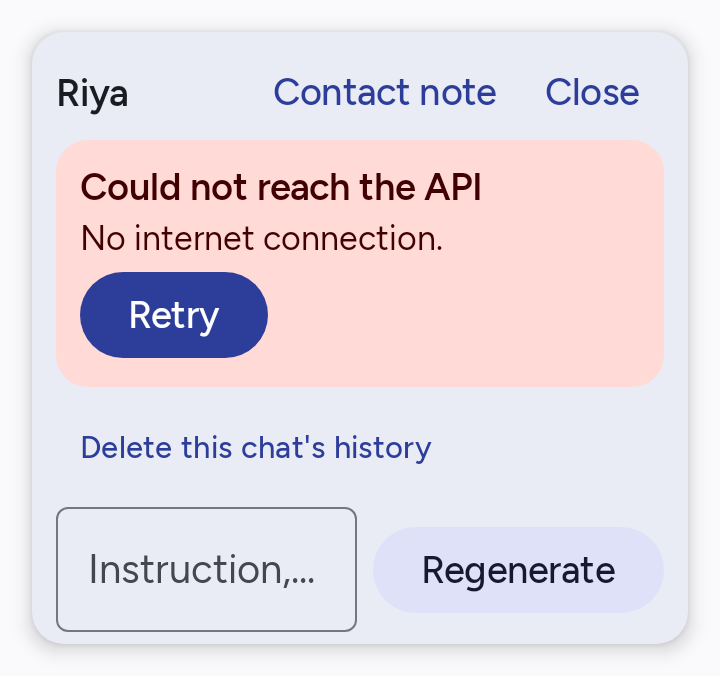 Riya
Contact note
Close
Could not reach the API
No internet connection.
Retry
Delete this chat's history
Instruction,...
Regenerate